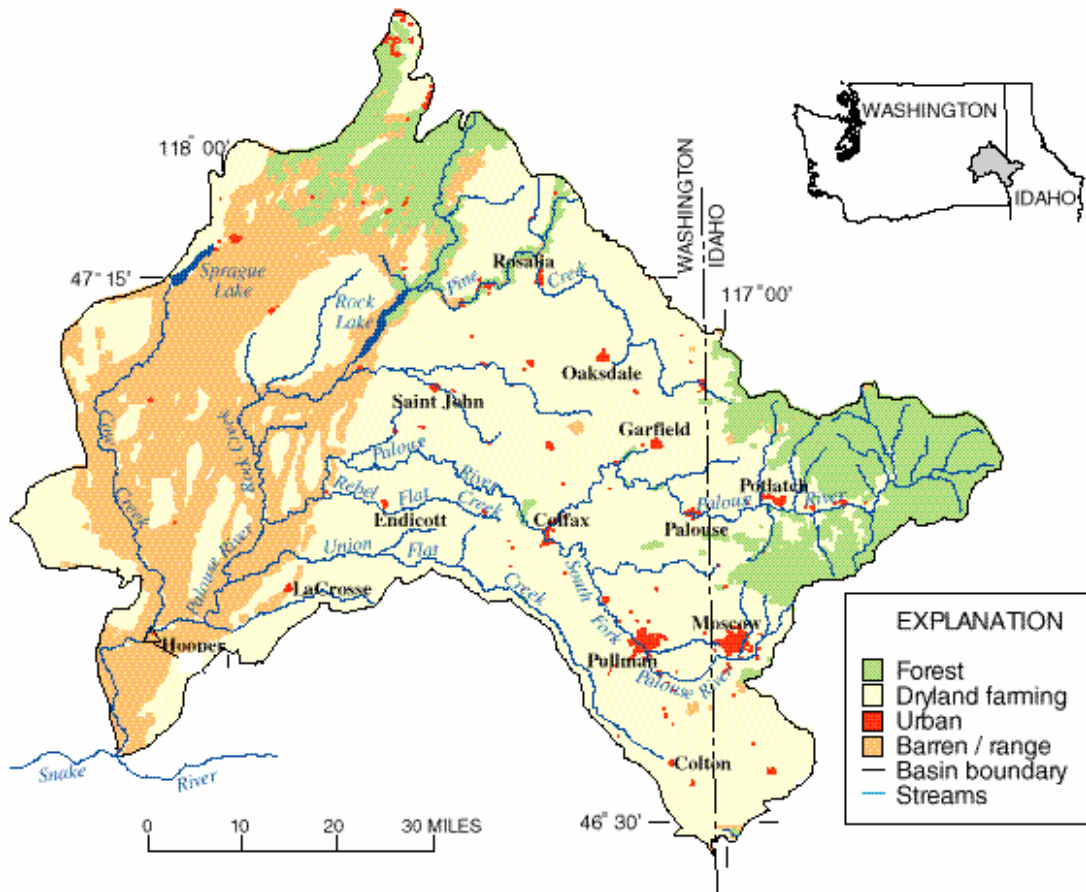 WASHINGTON
IDAHO
118° 00'
WASHINGTON
IDAHO
47° 15'
Sprague
Lake
Rosalia
Pine
Creek
117° 00'
Rock
Lake
Oaksdale
Saint John
Garfield
Cow
Creek
Rock Creek
Palouse
River
Potlatch
Palouse
River
Rebel
Flat
Creek
Endicott
Colfax
Palouse
Union
Flat
Creek
South
Fork
Palouse River
LaCrosse
Moscow
Hooper
Pullman
Palouse River
Colton
Snake
River
0 10 20 30 MILES
46° 30'
EXPLANATION
Forest
Dryland farming
Urban
Barren / range
Basin boundary
Streams